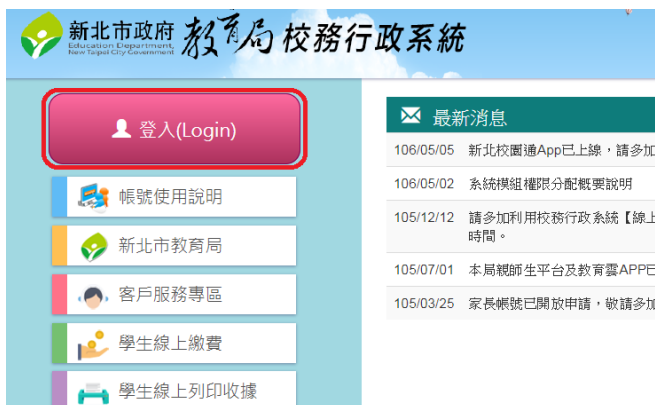 新北市政府
Education Department,
New Taipei City Government
教育局
校務行政系統
登入(Login)
帳號使用說明
新北市教育局
客戶服務專區
學生線上繳費
學生線上列印收據
最新消息
106/05/05 新北校園通App已上線，請多加
106/05/02 系統模組權限分配概要說明
105/12/12 請多加利用校務行政系統【線上
時間。
105/07/01 本局親師生平台及教育雲APP已
105/03/25 家長帳號已開放申請，敬請多加